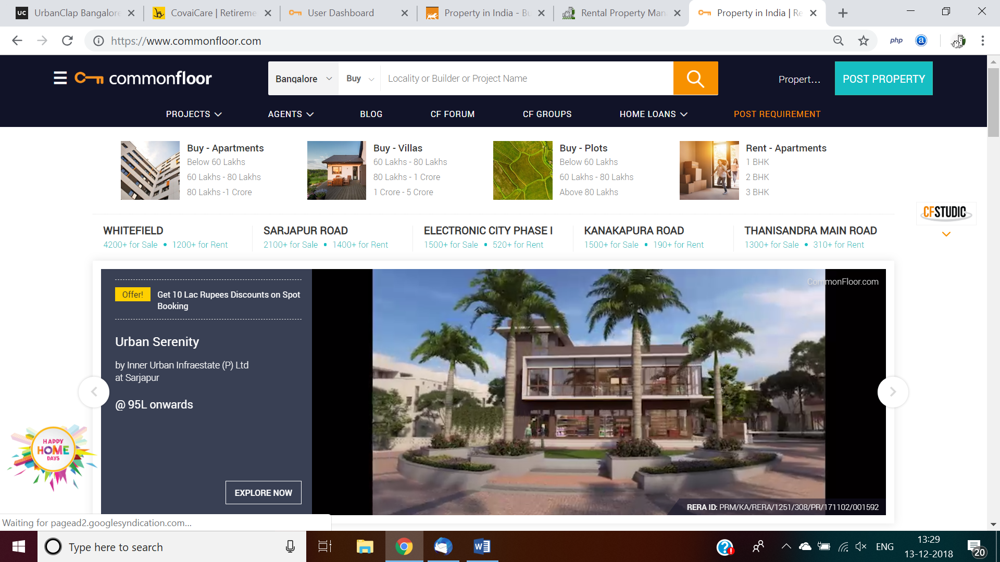 UrbanClap Bangalore
CovaiCare | Retireme
User Dashboard
Property in India - Bu
Rental Property Man
Property in India | Re
https://www.commonfloor.com
php
a
commonfloor
Bangalore
Buy
Locality or Builder or Project Name
Propert...
POST PROPERTY
PROJECTS
AGENTS
BLOG
CF FORUM
CF GROUPS
HOME LOANS
POST REQUIREMENT
Buy - Apartments
Below 60 Lakhs
60 Lakhs - 80 Lakhs
80 Lakhs -1 Crore
Buy - Villas
60 Lakhs - 80 Lakhs
80 Lakhs - 1 Crore
1 Crore - 5 Crore
Buy - Plots
Below 60 Lakhs
60 Lakhs - 80 Lakhs
Above 80 Lakhs
Rent - Apartments
1 BHK
2 BHK
3 BHK
CFSTUDIO
WHITEFIELD
4200+ for Sale • 1200+ for Rent
SARJAPUR ROAD
2100+ for Sale • 1400+ for Rent
ELECTRONIC CITY PHASE I
1500+ for Sale • 520+ for Rent
KANAKAPURA ROAD
1500+ for Sale • 190+ for Rent
THANISANDRA MAIN ROAD
1300+ for Sale • 310+ for Rent
Offer!
Get 10 Lac Rupees Discounts on Spot
Booking
Urban Serenity
by Inner Urban Infraestate (P) Ltd
at Sarjapur
@ 95L onwards
EXPLORE NOW
CommonFloor.com
RERA ID: PRM/KA/RERA/1251/308/PR/171102/001592
HAPPY
HOME
DAYS
Waiting for pagead2.googlesyndication.com...
Type here to search
ENG
13:29
13-12-2018
20